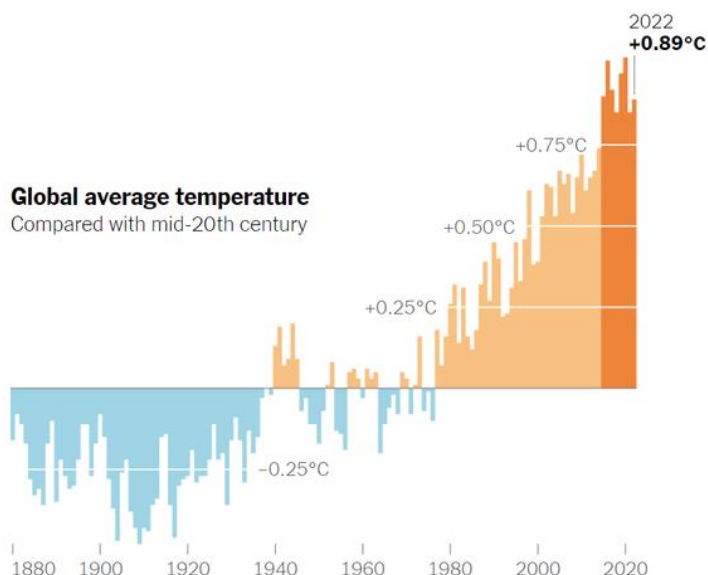 2022
+0.89°C
+0.75°C
Global average temperature
Compared with mid-20th century
+0.50°C
+0.25°C
−0.25°C
1880 1900 1920 1940 1960 1980 2000 2020